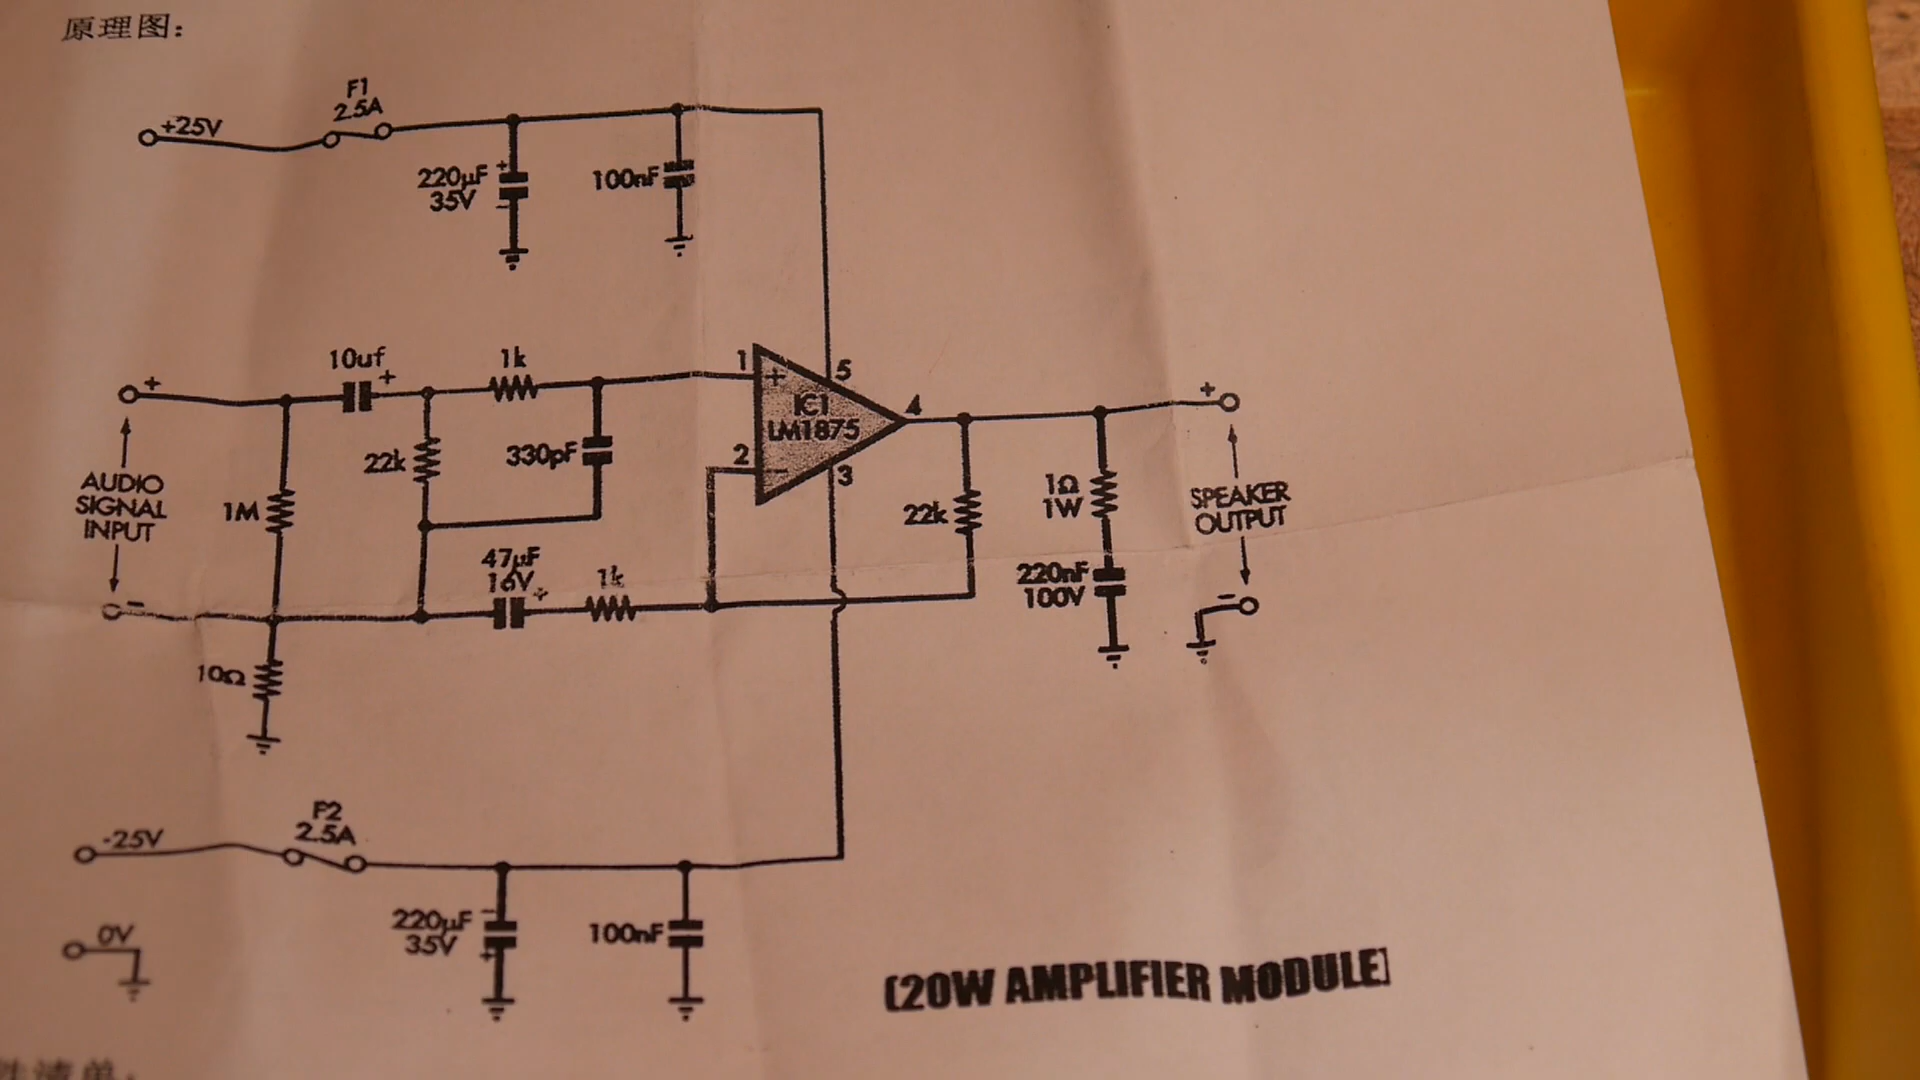 原理图:
F1
2.5A
+25V
220µF
35V
+
−
100nF
10uf
+
1k
1
+
5
IC1
LM1875
4
2
−
3
+
AUDIO
SIGNAL
INPUT
−
1M
22k
330pF
47µF
16V
+
1k
22k
1Ω
1W
220nF
100V
+
SPEAKER
OUTPUT
−
10Ω
F2
2.5A
-25V
220µF
35V
−
+
100nF
0V
[20W AMPLIFIER MODULE]
清单: